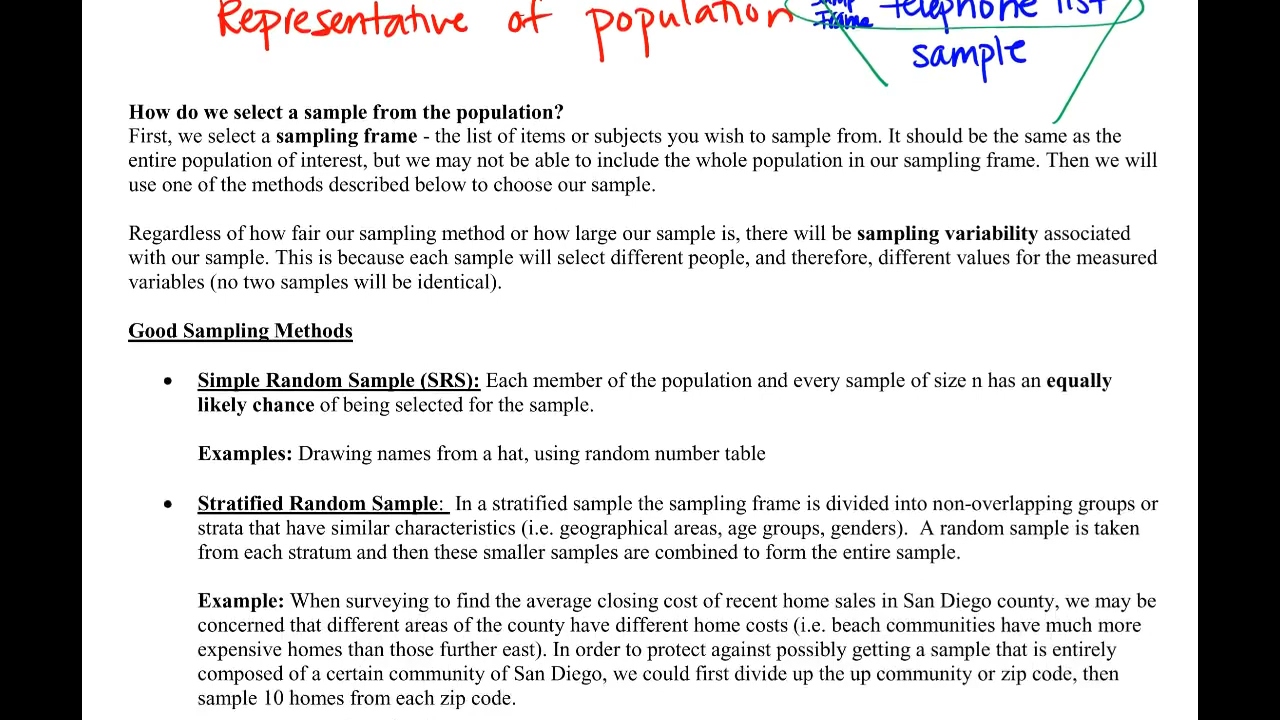 Representative of population
Frame telephone list
sample
How do we select a sample from the population?
First, we select a sampling frame - the list of items or subjects you wish to sample from. It should be the same as the
entire population of interest, but we may not be able to include the whole population in our sampling frame. Then we will
use one of the methods described below to choose our sample.
Regardless of how fair our sampling method or how large our sample is, there will be sampling variability associated
with our sample. This is because each sample will select different people, and therefore, different values for the measured
variables (no two samples will be identical).
Good Sampling Methods
• Simple Random Sample (SRS): Each member of the population and every sample of size n has an equally
likely chance of being selected for the sample.
Examples: Drawing names from a hat, using random number table
• Stratified Random Sample: In a stratified sample the sampling frame is divided into non-overlapping groups or
strata that have similar characteristics (i.e. geographical areas, age groups, genders). A random sample is taken
from each stratum and then these smaller samples are combined to form the entire sample.
Example: When surveying to find the average closing cost of recent home sales in San Diego county, we may be
concerned that different areas of the county have different home costs (i.e. beach communities have much more
expensive homes than those further east). In order to protect against possibly getting a sample that is entirely
composed of a certain community of San Diego, we could first divide up the up community or zip code, then
sample 10 homes from each zip code.